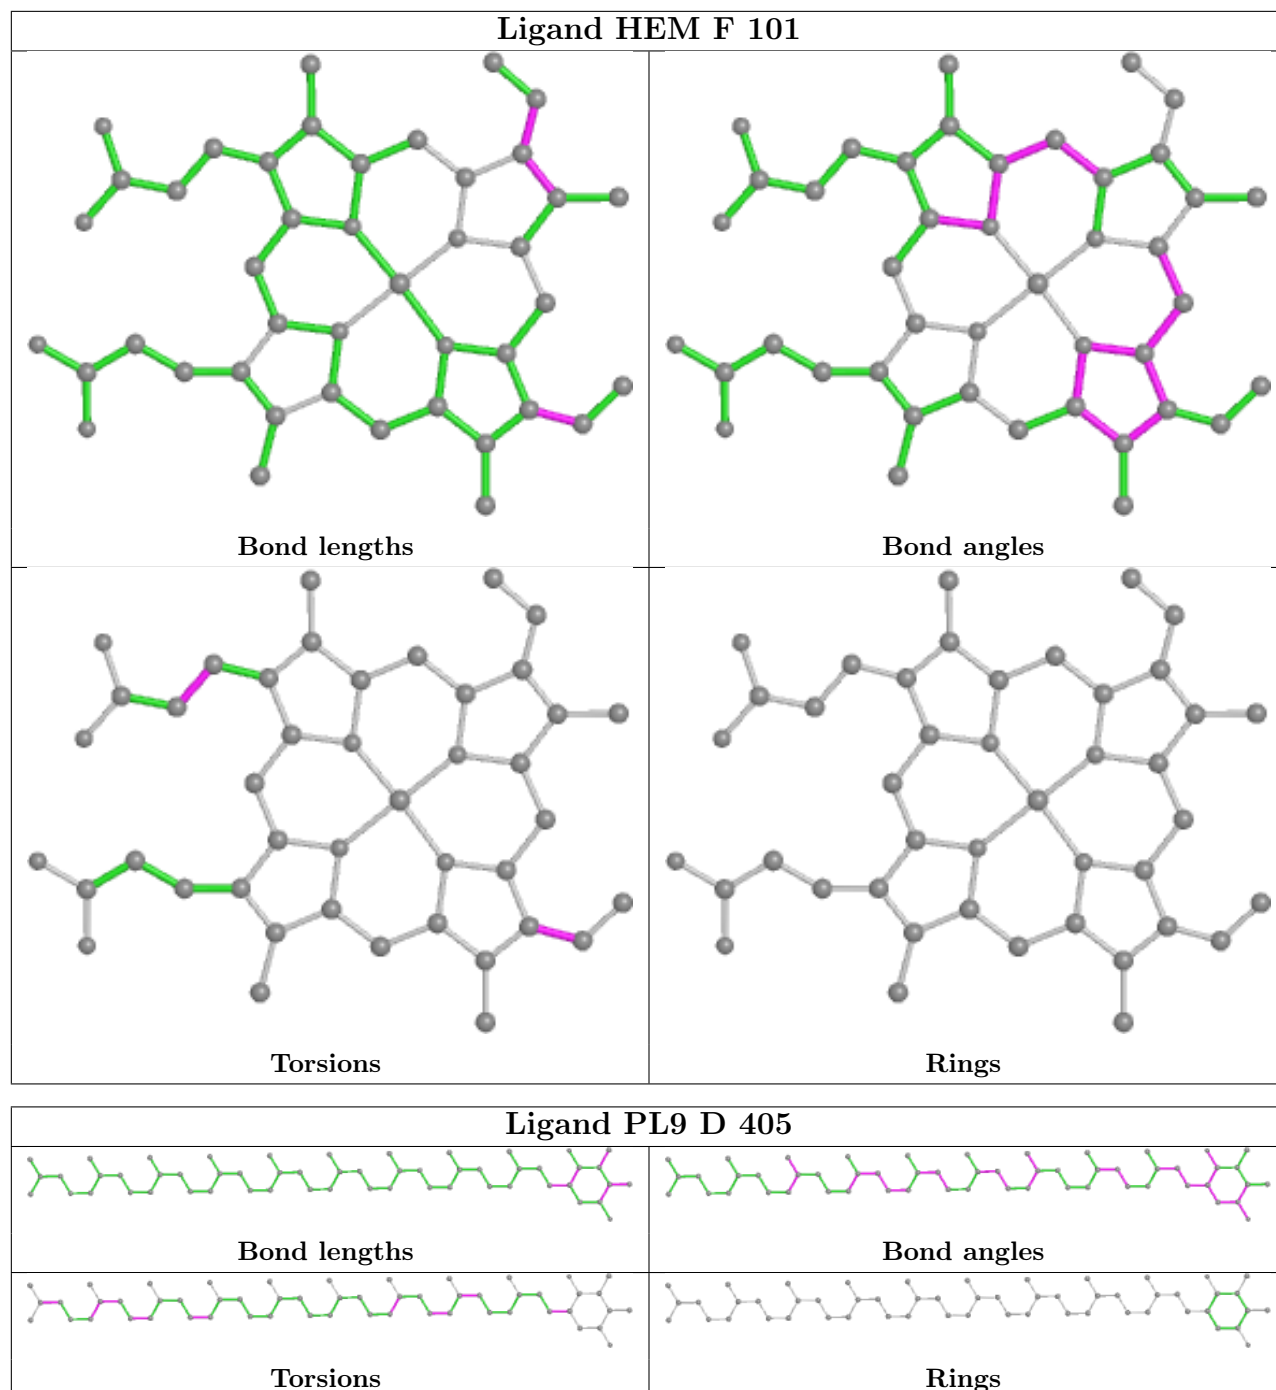 Ligand HEM F 101
Bond lengths
Bond angles
Torsions
Rings
Ligand PL9 D 405
Bond lengths
Bond angles
Torsions
Rings